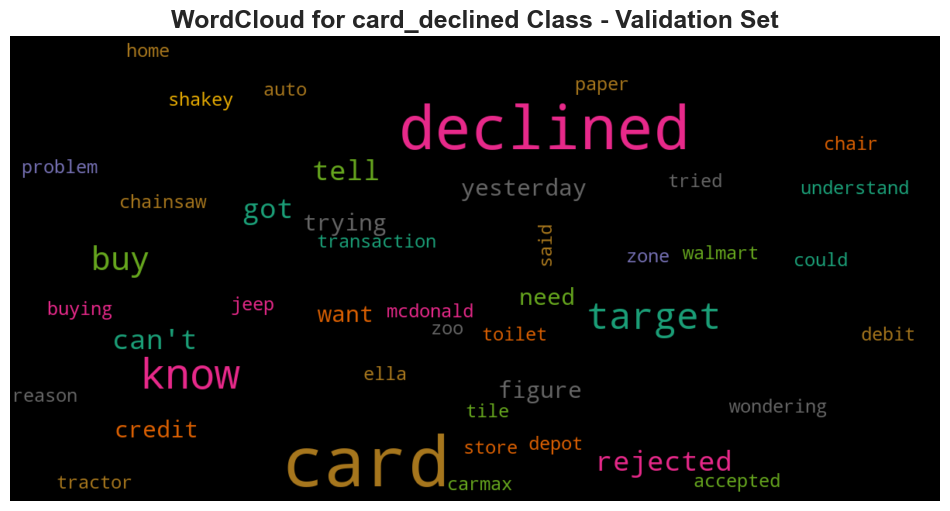 WordCloud for card_declined Class - Validation Set
home
auto
paper
shakey
declined
chair
problem
tell
yesterday
tried
understand
chainsaw
got
trying
transaction
said
buy
zone
walmart
could
buying
jeep
want
mcdonald
need
target
zoo
toilet
debit
can't
know
ella
figure
reason
tile
wondering
credit
store
depot
card
rejected
tractor
carmax
accepted